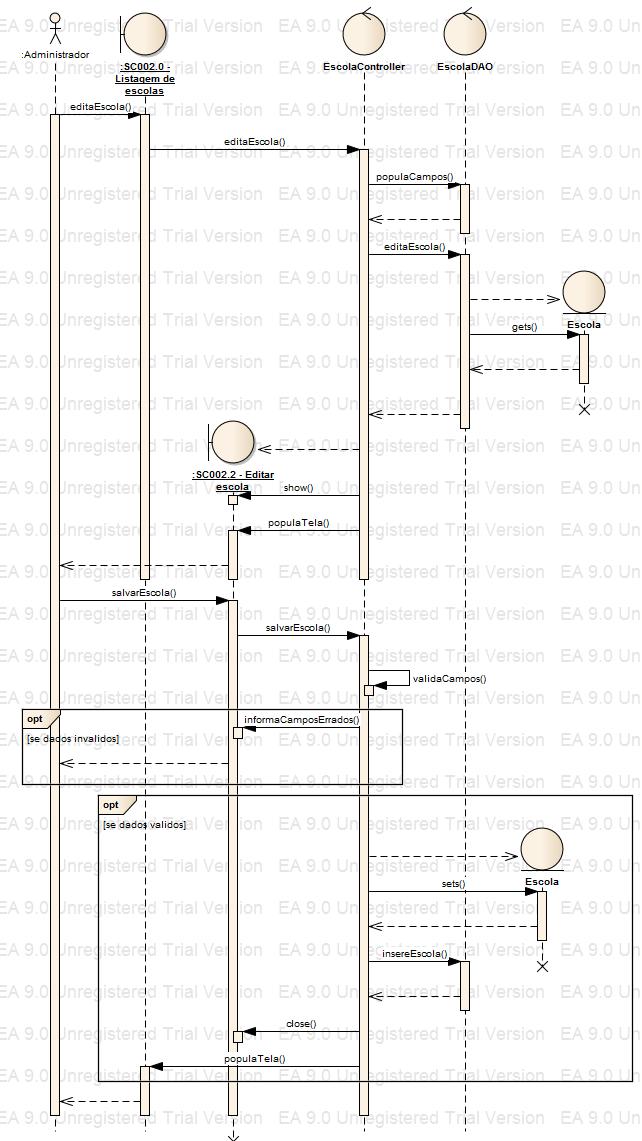 :Administrador
:SC002.0 -
Listagem de
escolas
EscolaController
EscolaDAO
editaEscola()
editaEscola()
populaCampos()
editaEscola()
Escola
gets()
:SC002.2 - Editar
escola
show()
populaTela()
salvarEscola()
salvarEscola()
validaCampos()
opt
informaCamposErrados()
[se dados invalidos]
opt
[se dados validos]
Escola
sets()
insereEscola()
close()
populaTela()
EA 9.0 Unregistered Trial Version